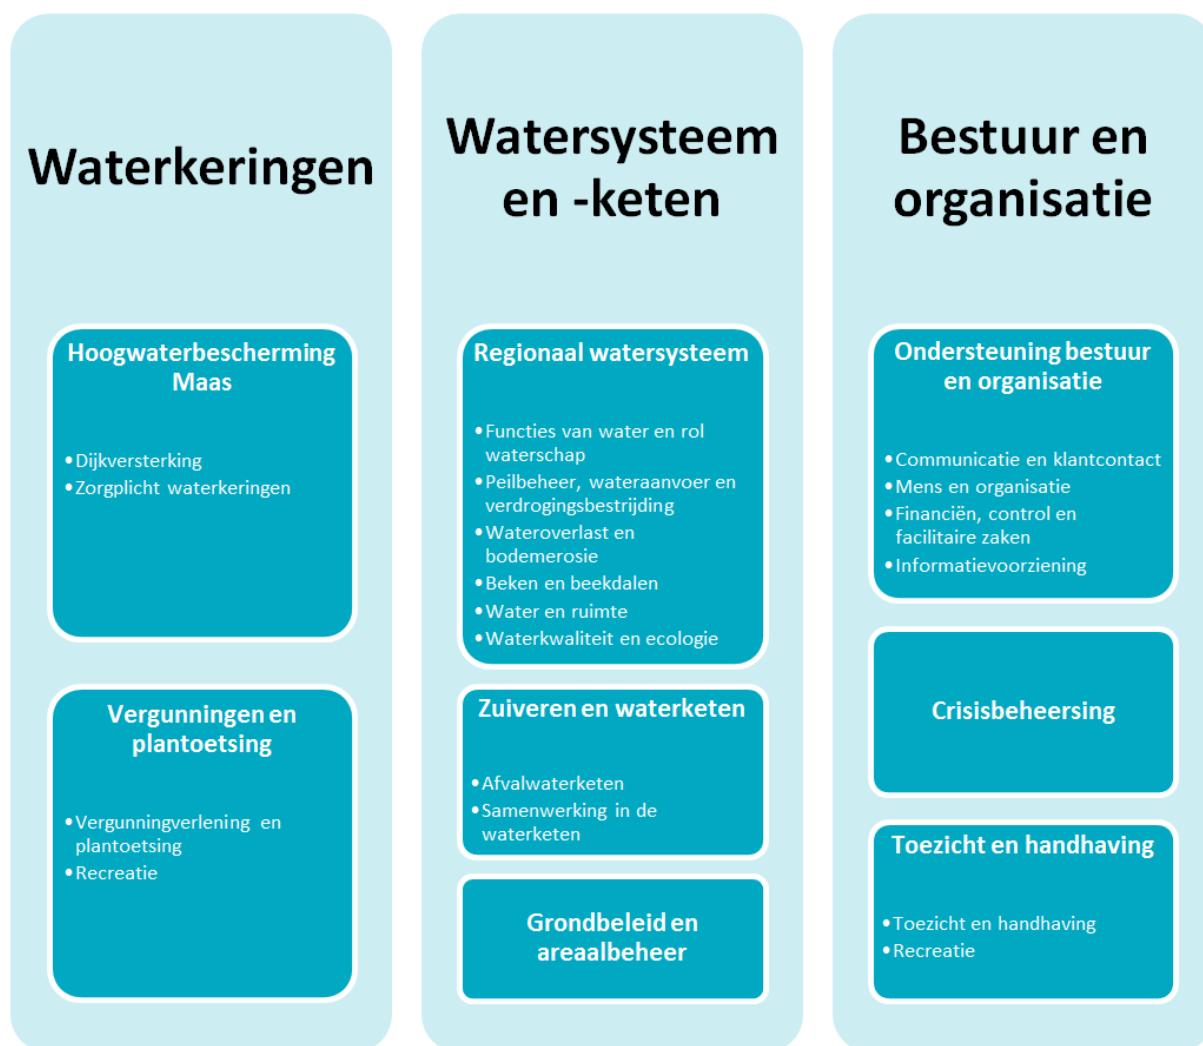 Waterkeringen
Hoogwaterbescherming
Maas
•Dijkversterking
•Zorgplicht waterkeringen
Vergunningen en
plantoetsing
•Vergunningverlening en
plantoetsing
•Recreatie
Watersysteem
en -keten
Regionaal watersysteem
•Functies van water en rol
waterschap
•Peilbeheer, wateraanvoer en
verdrogingsbestrijding
•Wateroverlast en
bodemerosie
•Beken en beekdalen
•Water en ruimte
•Waterkwaliteit en ecologie
Zuiveren en waterketen
•Afvalwaterketen
•Samenwerking in de
waterketen
Grondbeleid en
areaalbeheer
Bestuur en
organisatie
Ondersteuning bestuur
en organisatie
•Communicatie en klantcontact
•Mens en organisatie
•Financiën, control en
facilitaire zaken
•Informatievoorziening
Crisisbeheersing
Toezicht en handhaving
•Toezicht en handhaving
•Recreatie